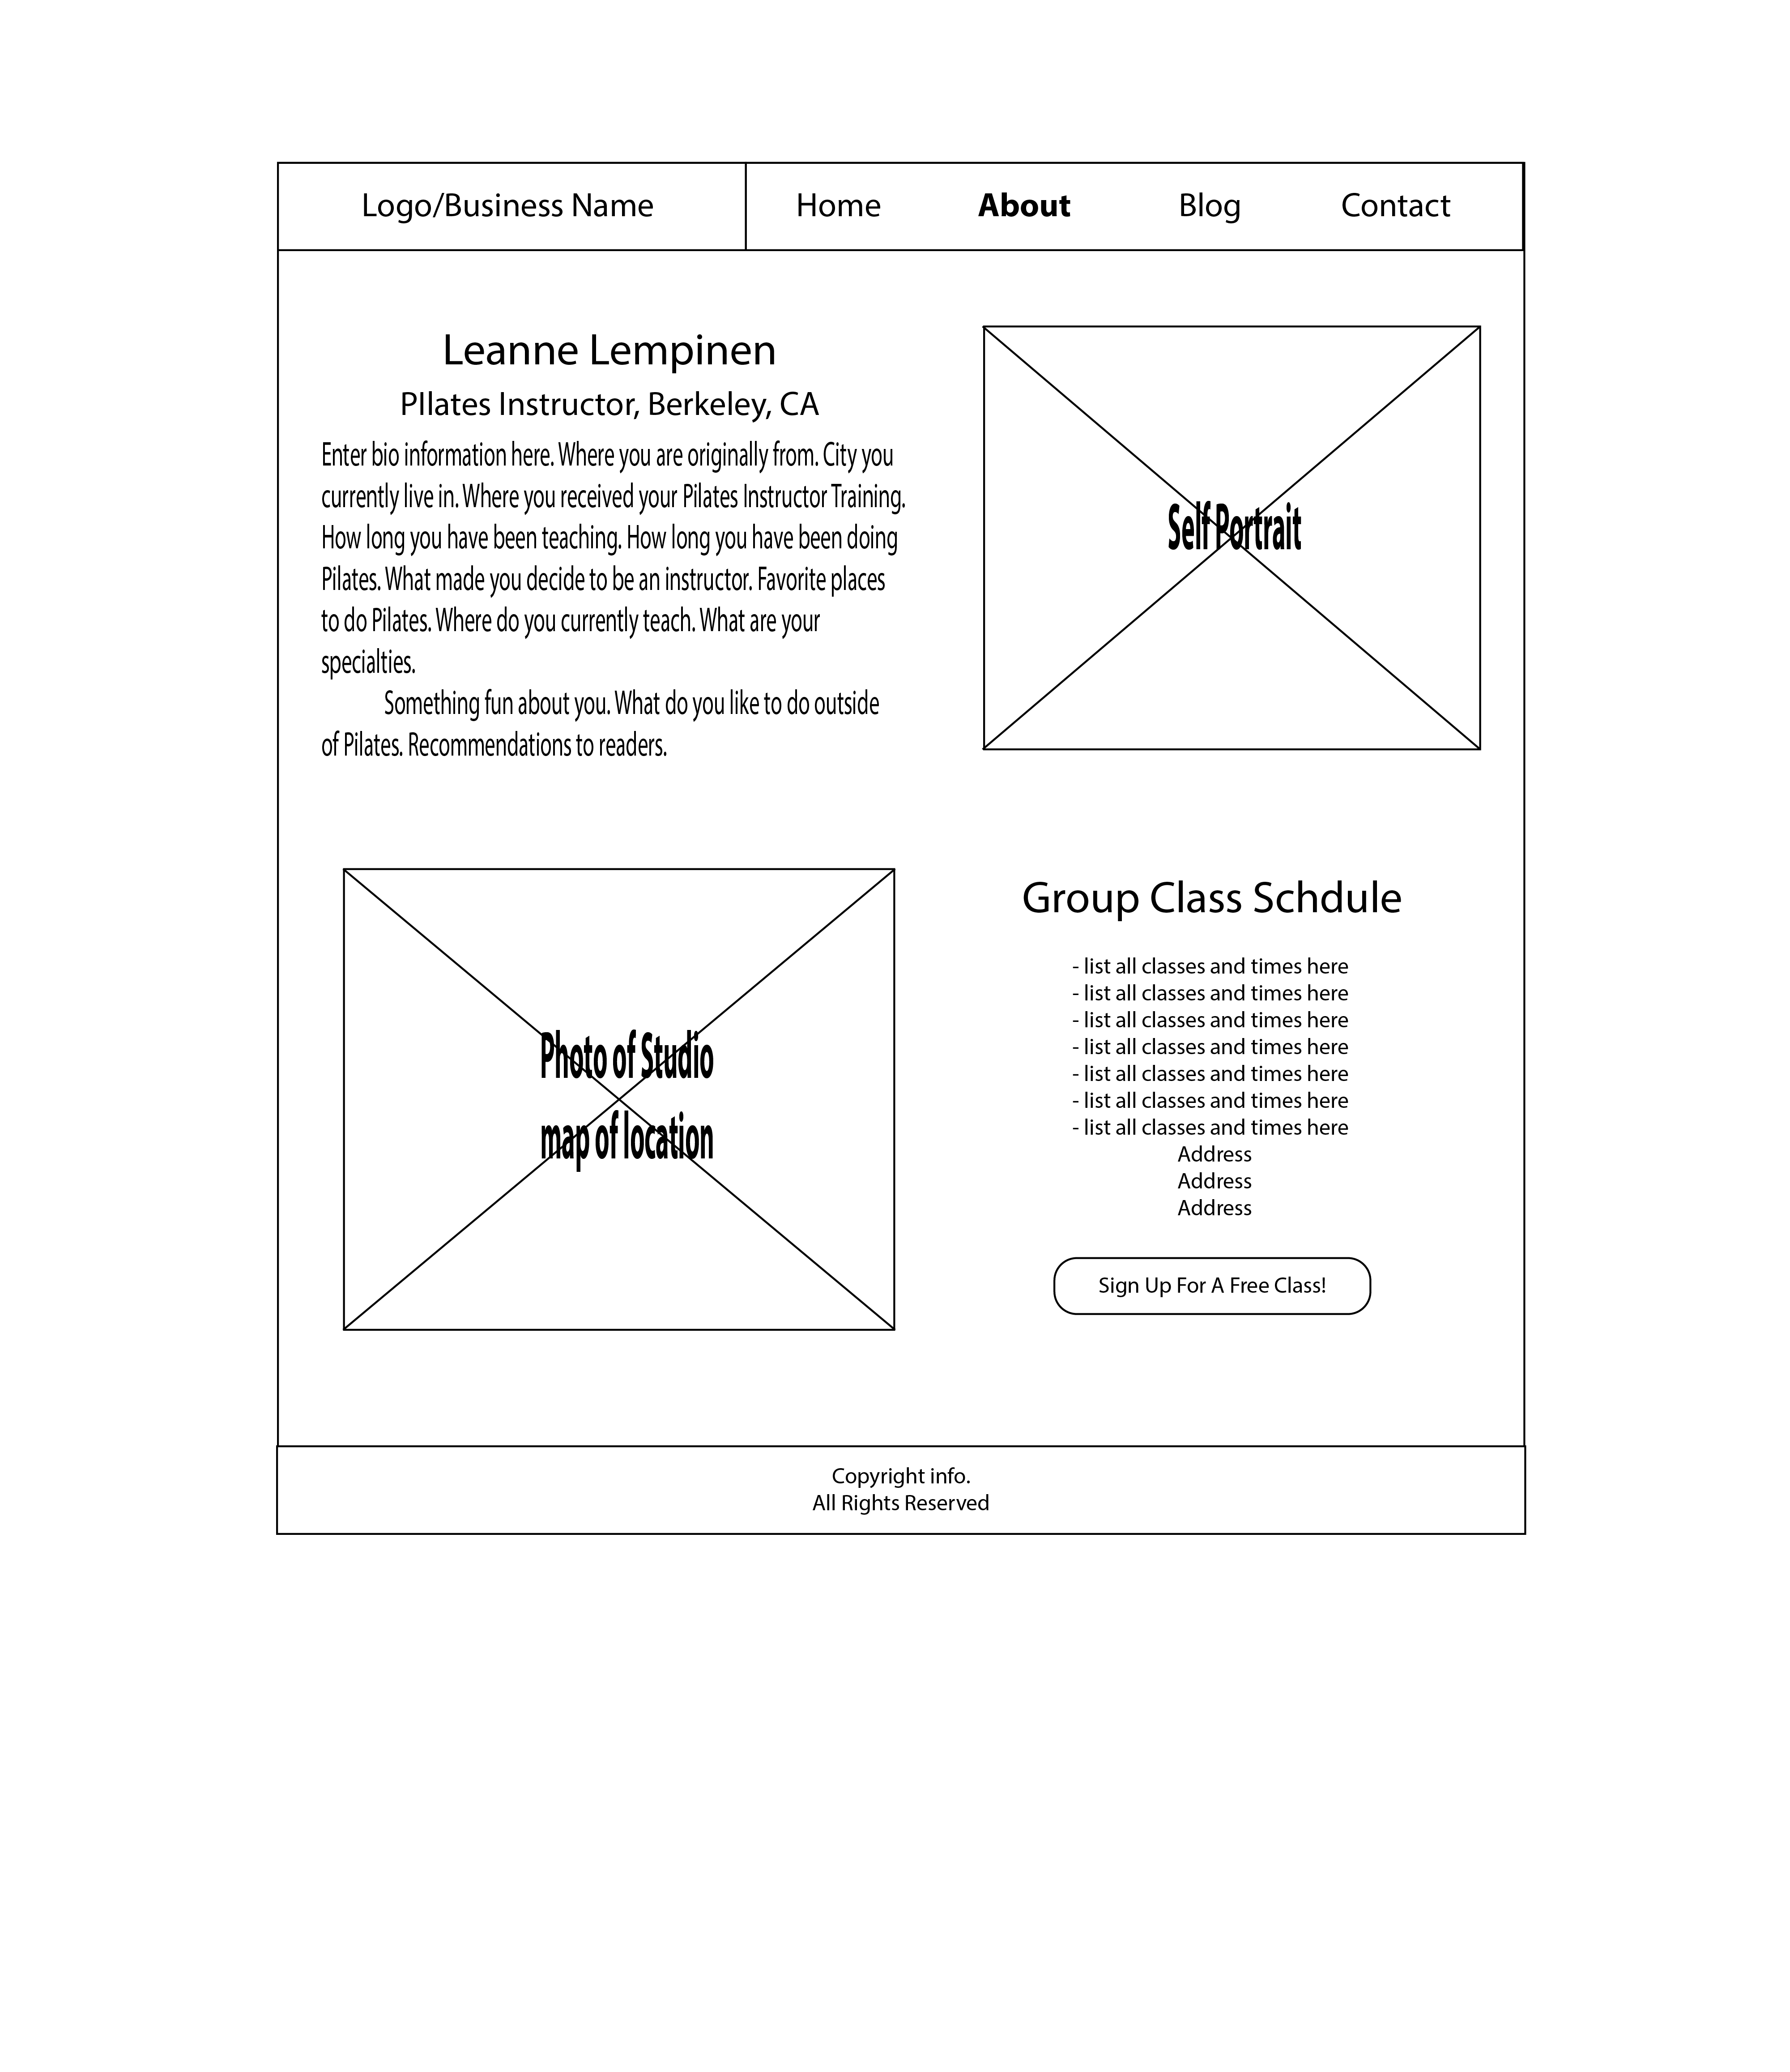 Logo/Business Name
Home About Blog Contact
Leanne Lempinen
PIlates Instructor, Berkeley, CA
Enter bio information here. Where you are originally from. City you
currently live in. Where you received your Pilates Instructor Training.
How long you have been teaching. How long you have been doing
Pilates. What made you decide to be an instructor. Favorite places
to do Pilates. Where do you currently teach. What are your
specialties.
Something fun about you. What do you like to do outside
of Pilates. Recommendations to readers.
Self Portrait
Photo of Studio
map of location
Group Class Schdule
- list all classes and times here
- list all classes and times here
- list all classes and times here
- list all classes and times here
- list all classes and times here
- list all classes and times here
- list all classes and times here
Address
Address
Address
Sign Up For A Free Class!
Copyright info.
All Rights Reserved